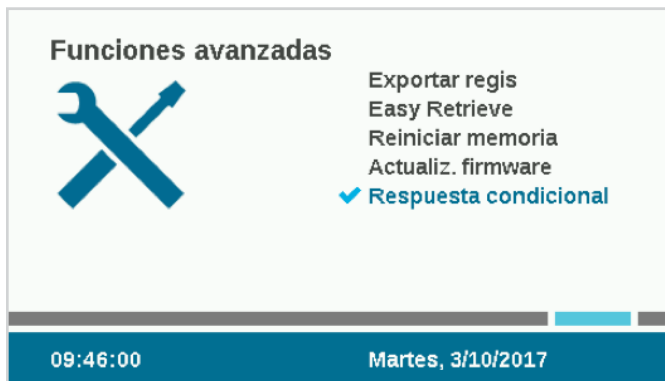 Funciones avanzadas
Exportar regis
Easy Retrieve
Reiniciar memoria
Actualiz. firmware
Respuesta condicional
09:46:00
Martes, 3/10/2017